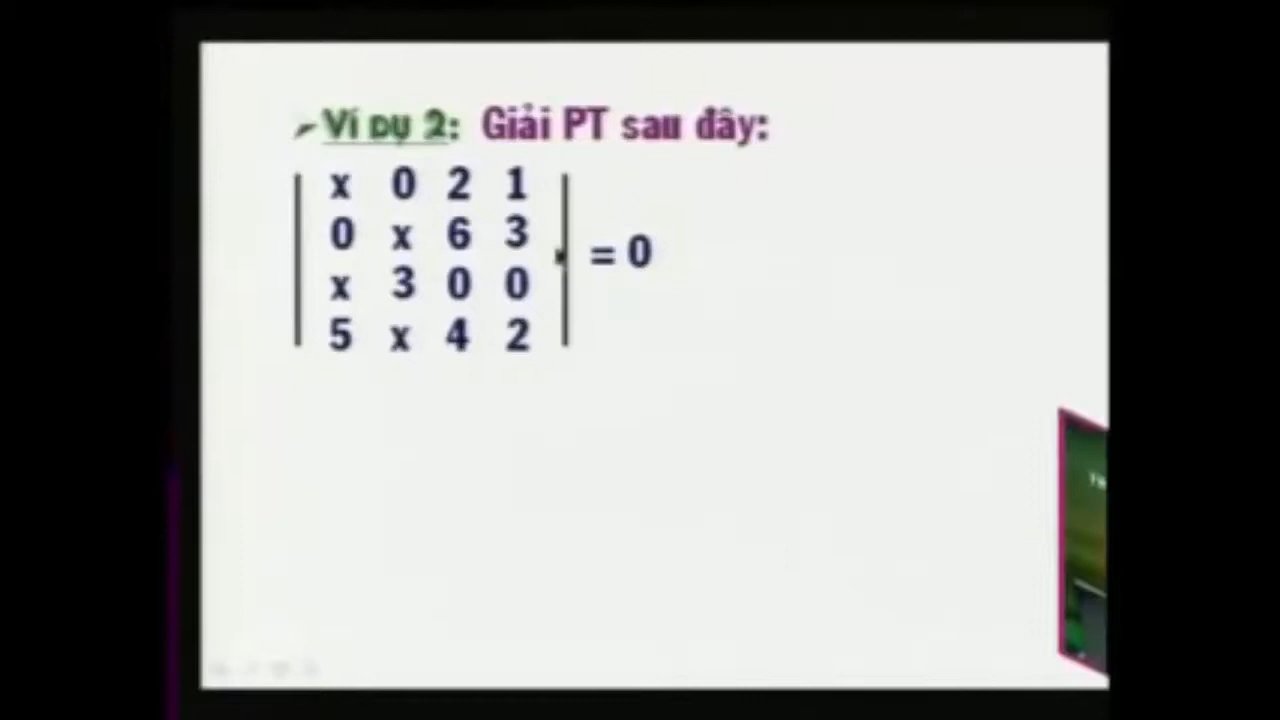 Ví Dụ 2: Giải PT sau đây:
x 0 2 1
0 x 6 3
= 0
x 3 0 0
5 x 4 2